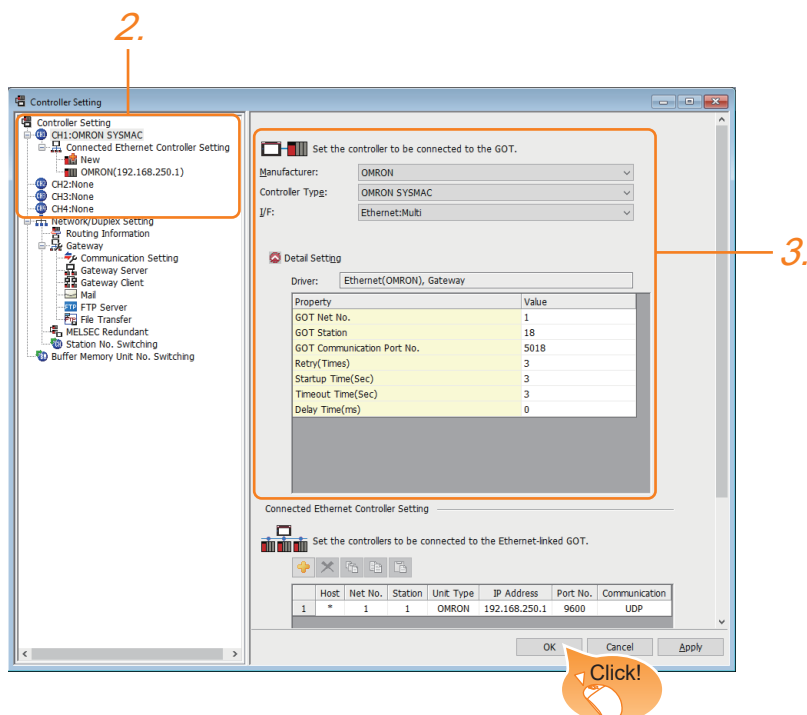 2.
Controller Setting
Controller Setting
CH1:OMRON SYSMAC
Connected Ethernet Controller Setting
New
OMRON(192.168.250.1)
CH2:None
CH3:None
CH4:None
Network/Duplex Setting
Routing Information
Gateway
Communication Setting
Gateway Server
Gateway Client
Mail
FTP Server
File Transfer
MELSEC Redundant
Station No. Switching
Buffer Memory Unit No. Switching
Set the controller to be connected to the GOT.
Manufacturer: OMRON
Controller Type: OMRON SYSMAC
I/F: Ethernet:Multi
3.
Detail Setting
Driver: Ethernet(OMRON), Gateway
Property Value
GOT Net No. 1
GOT Station 18
GOT Communication Port No. 5018
Retry(Times) 3
Startup Time(Sec) 3
Timeout Time(Sec) 3
Delay Time(ms) 0
Connected Ethernet Controller Setting
Set the controllers to be connected to the Ethernet-linked GOT.
Host Net No. Station Unit Type IP Address Port No. Communication
1 * 1 1 OMRON 192.168.250.1 9600 UDP
OK Cancel Apply
Click!